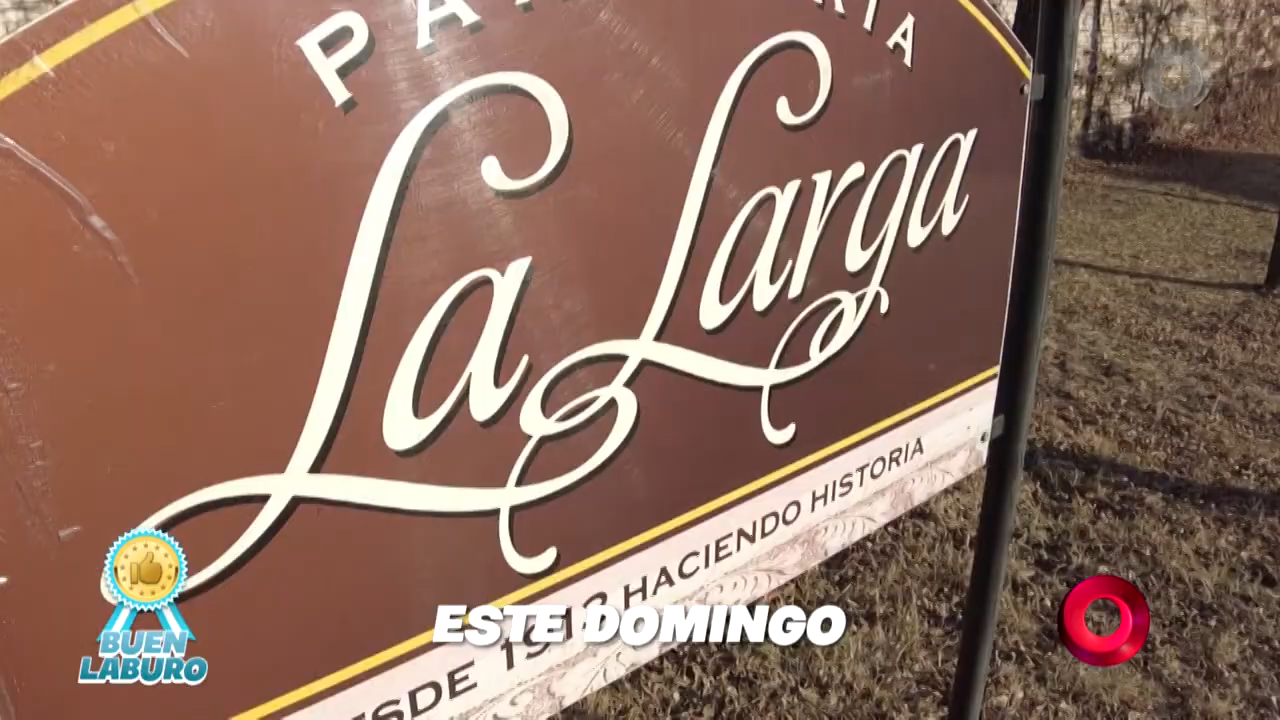 La Larga
HACIENDO HISTORIA
ESTE DOMINGO
BUEN
LABURO